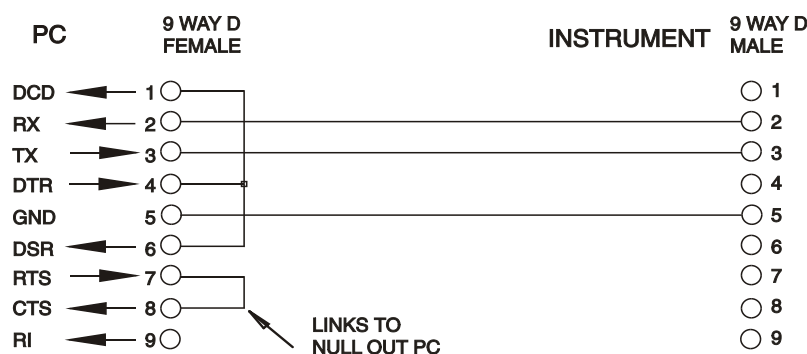 PC
9 WAY D
FEMALE
INSTRUMENT
9 WAY D
MALE
DCD 1 1
RX 2 2
TX 3 3
DTR 4 4
GND 5 5
DSR 6 6
RTS 7 7
CTS 8 8
RI 9 9
LINKS TO
NULL OUT PC